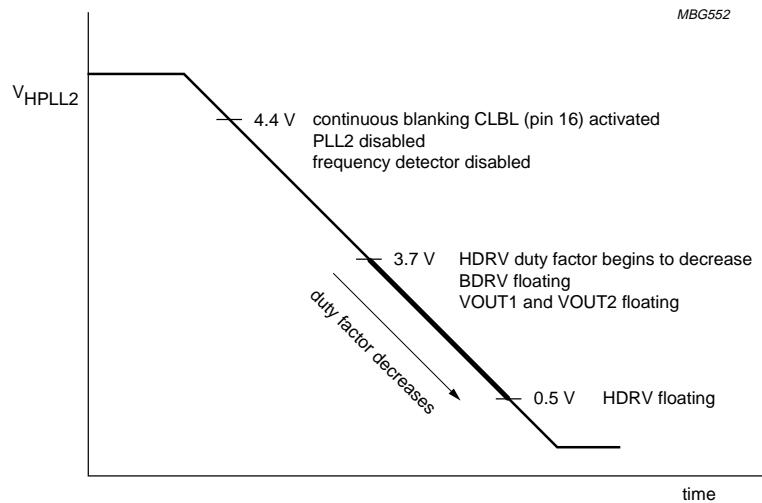 MBG552
VHPLL2
4.4 V continuous blanking CLBL (pin 16) activated
PLL2 disabled
frequency detector disabled
3.7 V HDRV duty factor begins to decrease
BDRV floating
VOUT1 and VOUT2 floating
duty factor decreases
0.5 V HDRV floating
time